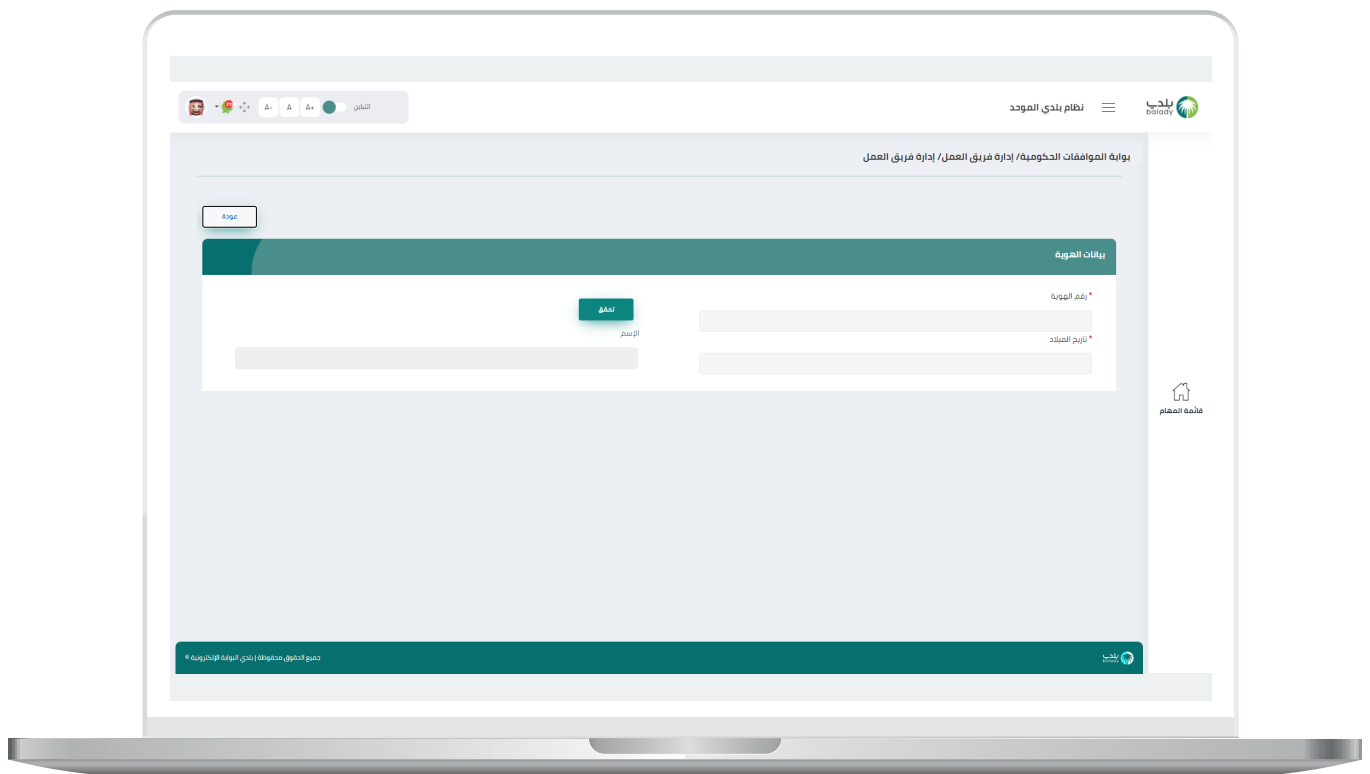 بلدي
balady
نظام بلدي الموحد
التباين
A+
A
A-
بوابة الموافقات الحكومية/ إدارة فريق العمل/ إدارة فريق العمل
عودة
بيانات الهوية
* رقم الهوية
تحقق
* تاريخ الميلاد
الإسم
قائمة المهام
بلدي
balady
جميع الحقوق محفوظة | بلدي البوابة الإلكترونية ©